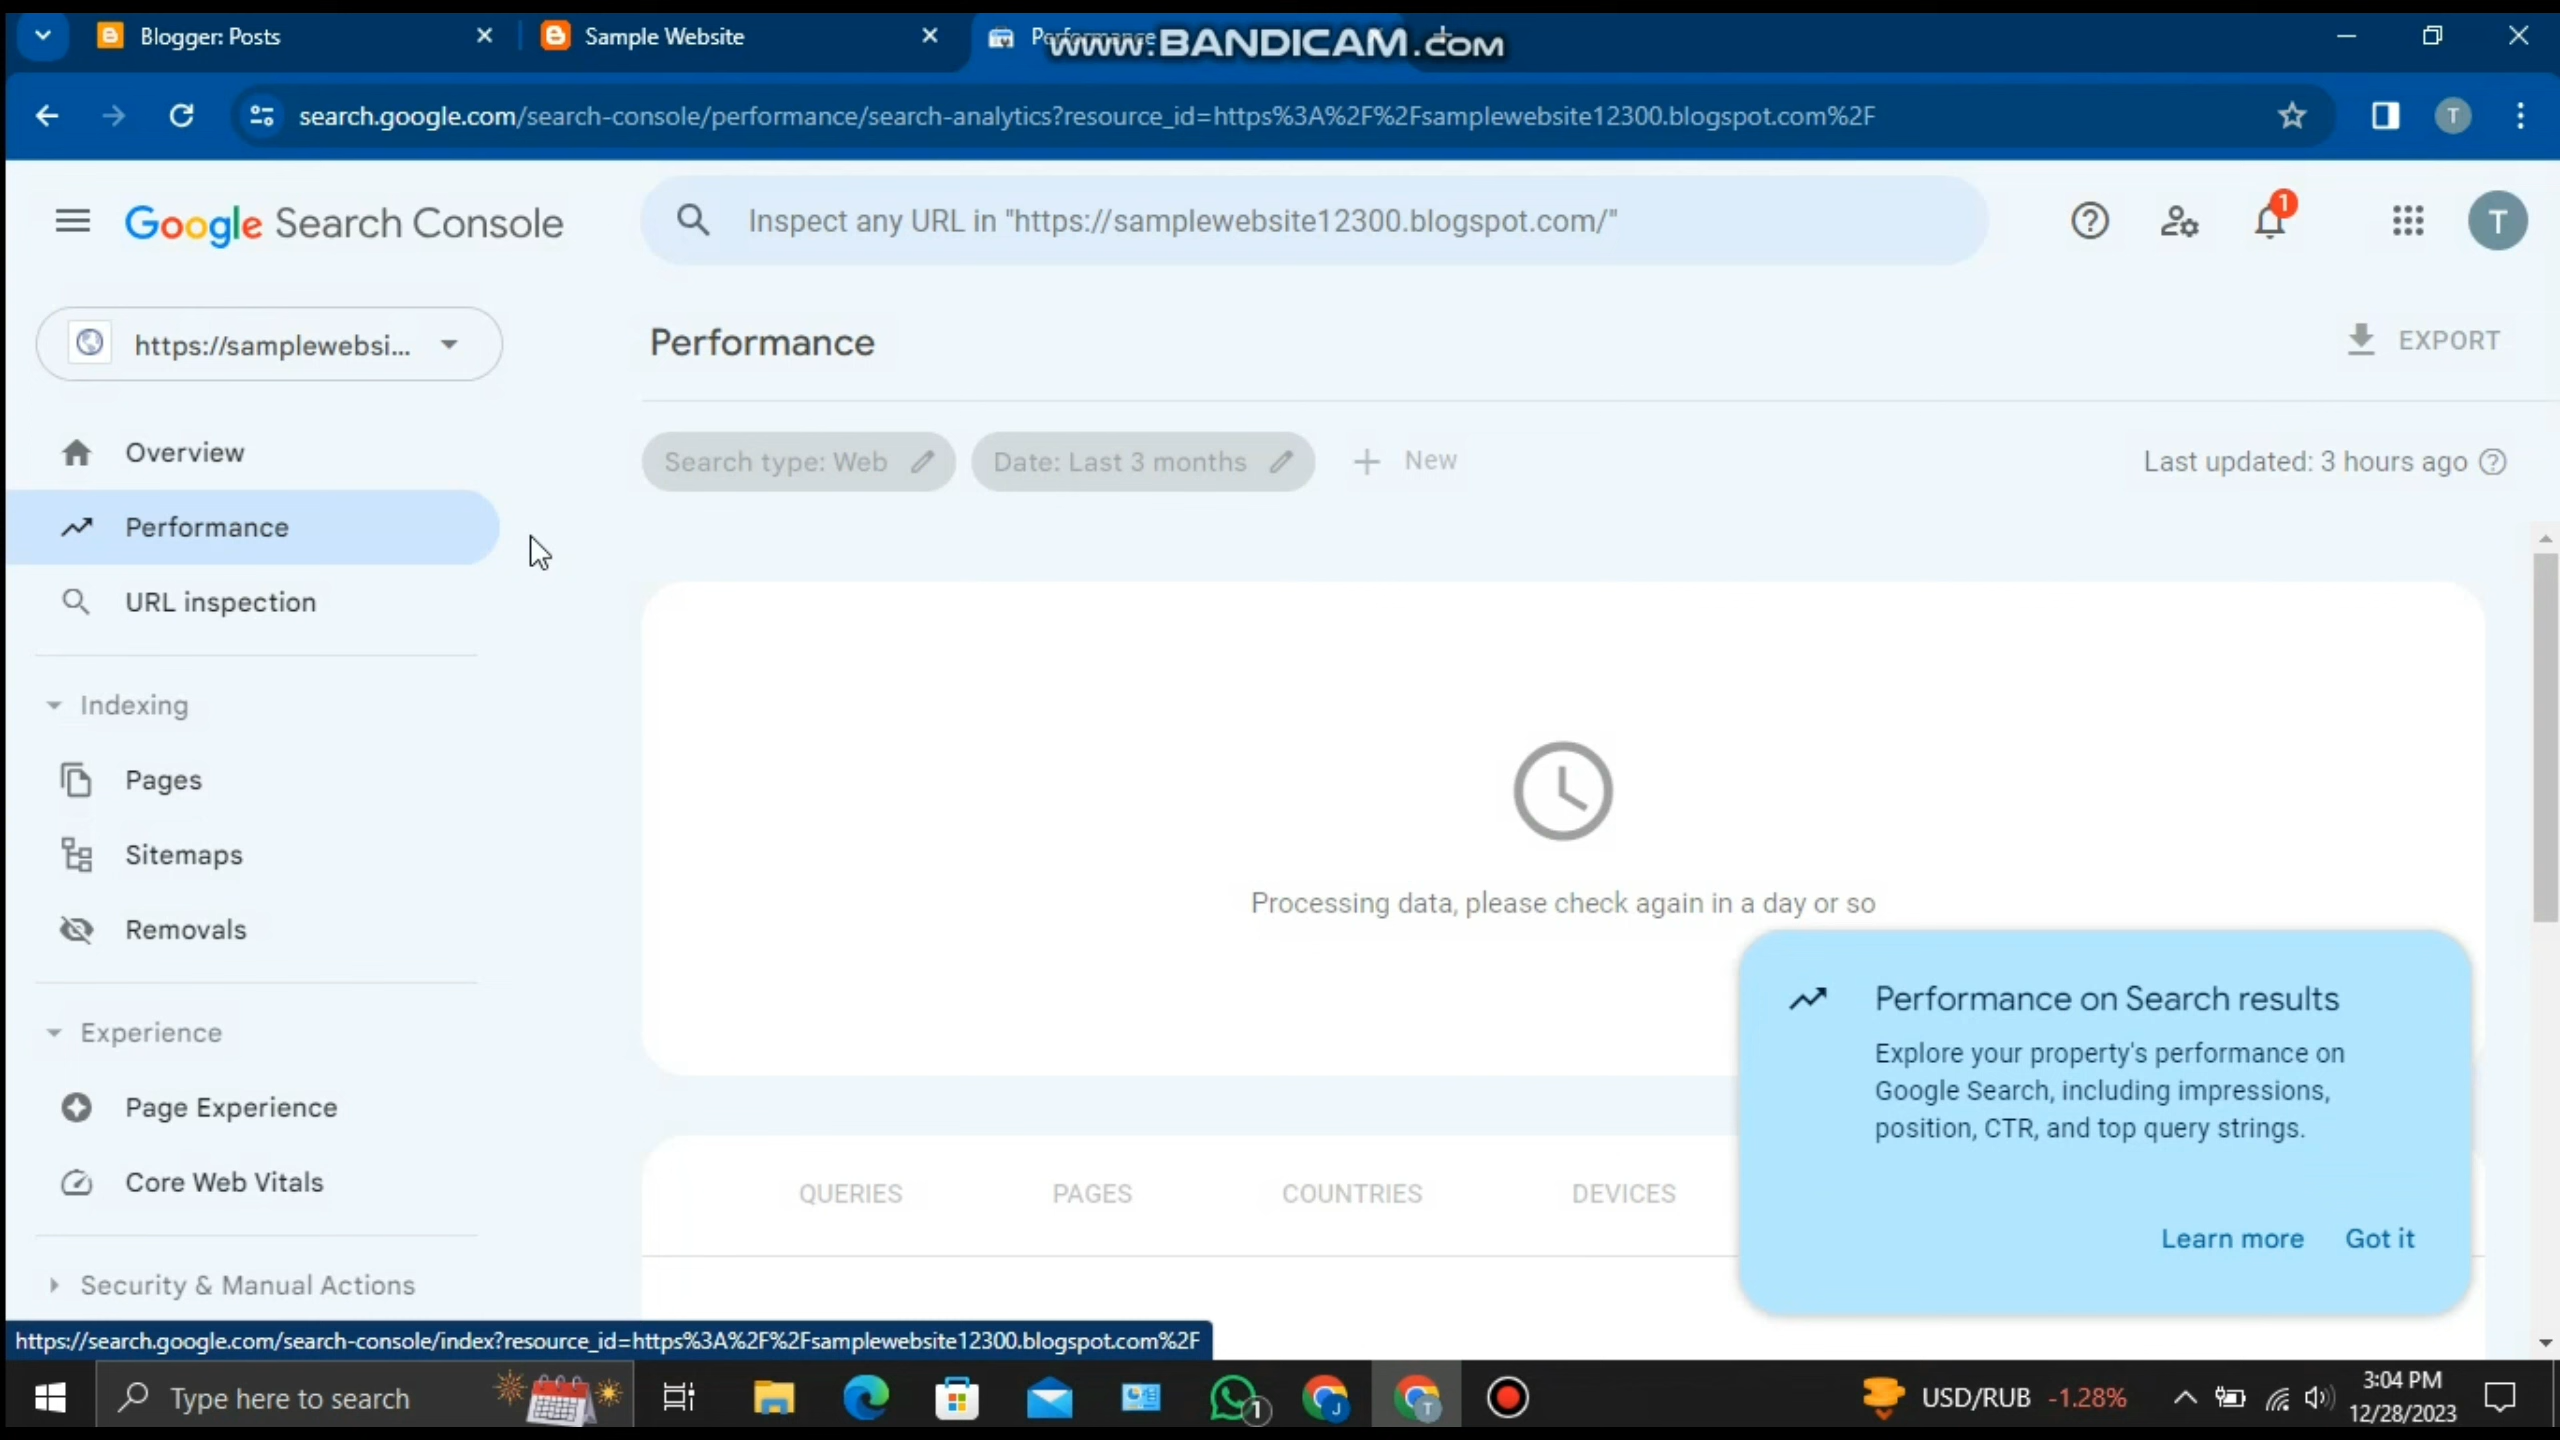 Blogger: Posts
Sample Website
Performance
www.BANDICAM.com
search.google.com/search-console/performance/search-analytics?resource_id=https%3A%2F%2Fsamplewebsite12300.blogspot.com%2F
T
Google Search Console
Inspect any URL in "https://samplewebsite12300.blogspot.com/"
1
T
https://samplewebsi...
Performance
EXPORT
Overview
Search type: Web
Date: Last 3 months
New
Last updated: 3 hours ago
Performance
URL inspection
Indexing
Pages
Sitemaps
Removals
Processing data, please check again in a day or so
Experience
Page Experience
Core Web Vitals
Security & Manual Actions
Performance on Search results
Explore your property's performance on
Google Search, including impressions,
position, CTR, and top query strings.
Learn more
Got it
QUERIES
PAGES
COUNTRIES
DEVICES
https://search.google.com/search-console/index?resource_id=https%3A%2F%2Fsamplewebsite12300.blogspot.com%2F
Type here to search
1
J
T
USD/RUB -1.28%
3:04 PM
12/28/2023